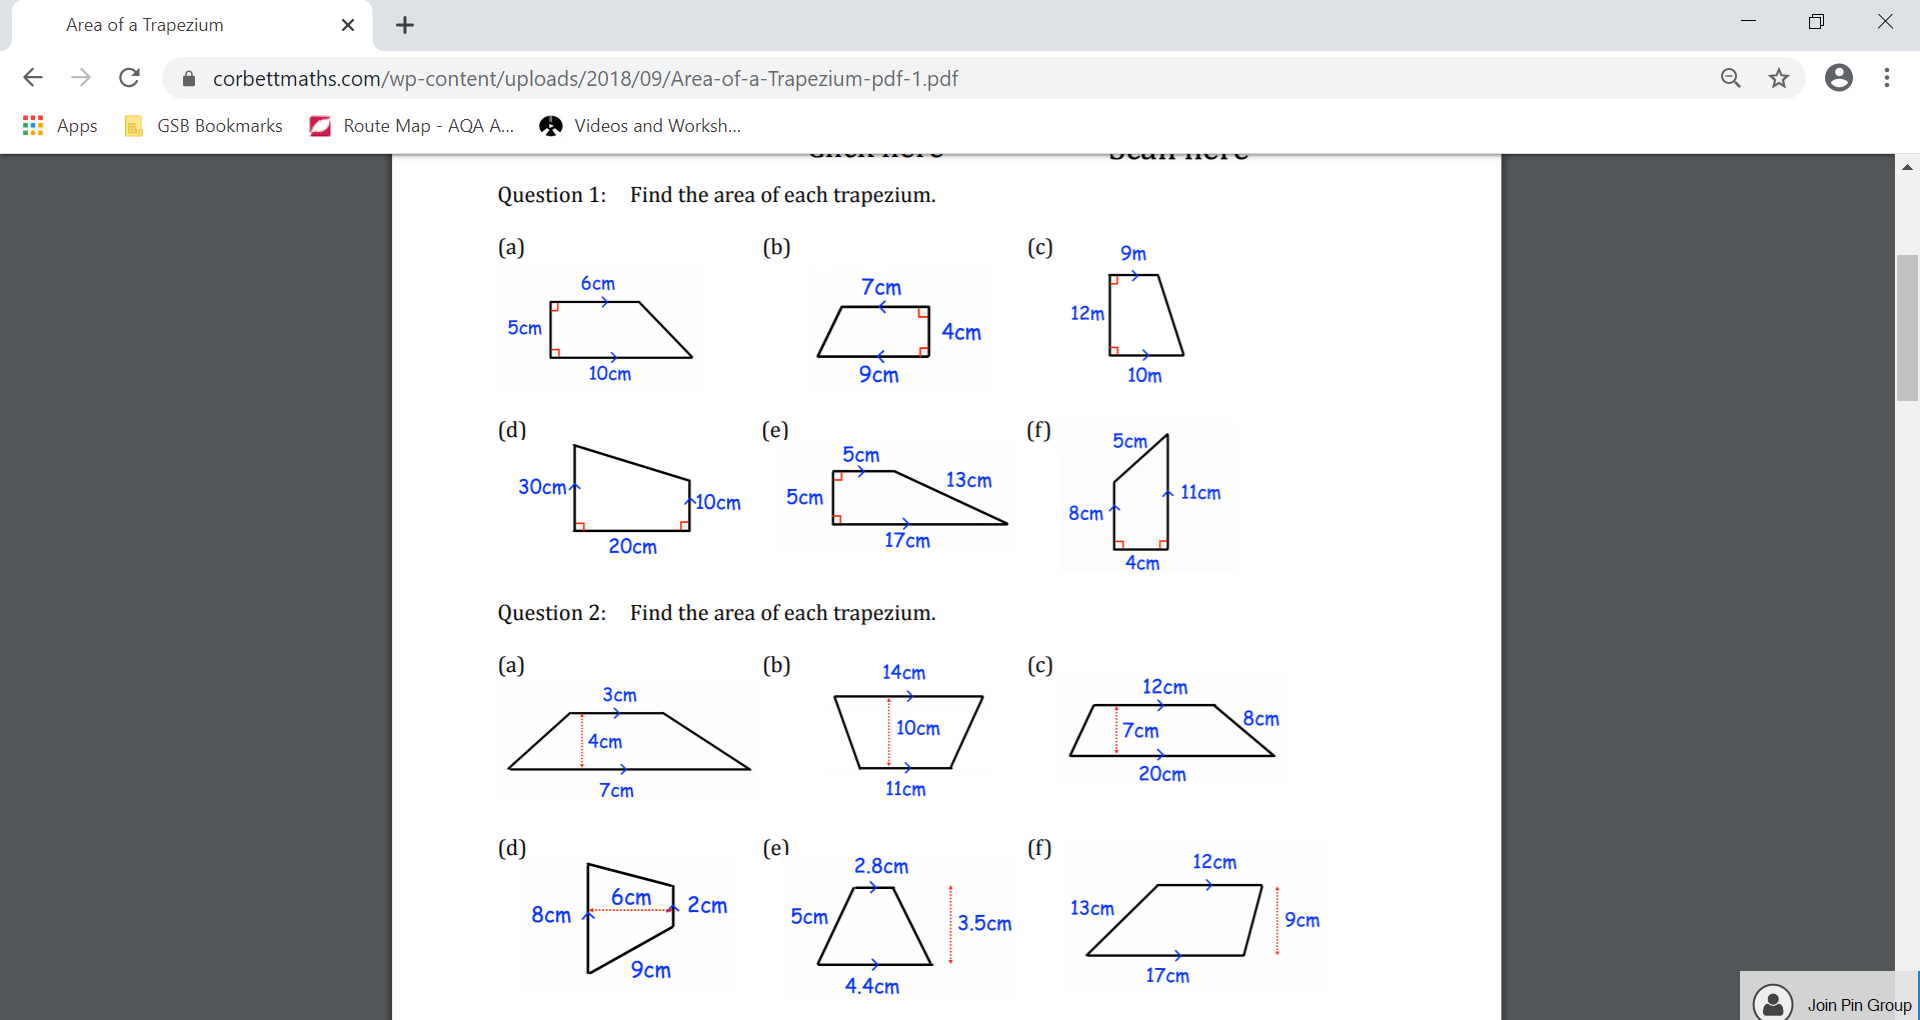 Area of a Trapezium
corbettmaths.com/wp-content/uploads/2018/09/Area-of-a-Trapezium-pdf-1.pdf
Apps GSB Bookmarks Route Map - AQA A... Videos and Worksh...
Click here Scan here
Question 1: Find the area of each trapezium.
(a) (b) (c)
6cm
5cm
10cm
7cm
4cm
9cm
9m
12m
10m
(d) (e) (f)
30cm
10cm
20cm
5cm
13cm
5cm
17cm
5cm
11cm
8cm
4cm
Question 2: Find the area of each trapezium.
(a) (b) (c)
3cm
4cm
7cm
14cm
10cm
11cm
12cm
8cm
7cm
20cm
(d) (e) (f)
6cm
2cm
8cm
9cm
2.8cm
5cm
3.5cm
4.4cm
12cm
13cm
9cm
17cm
Join Pin Group